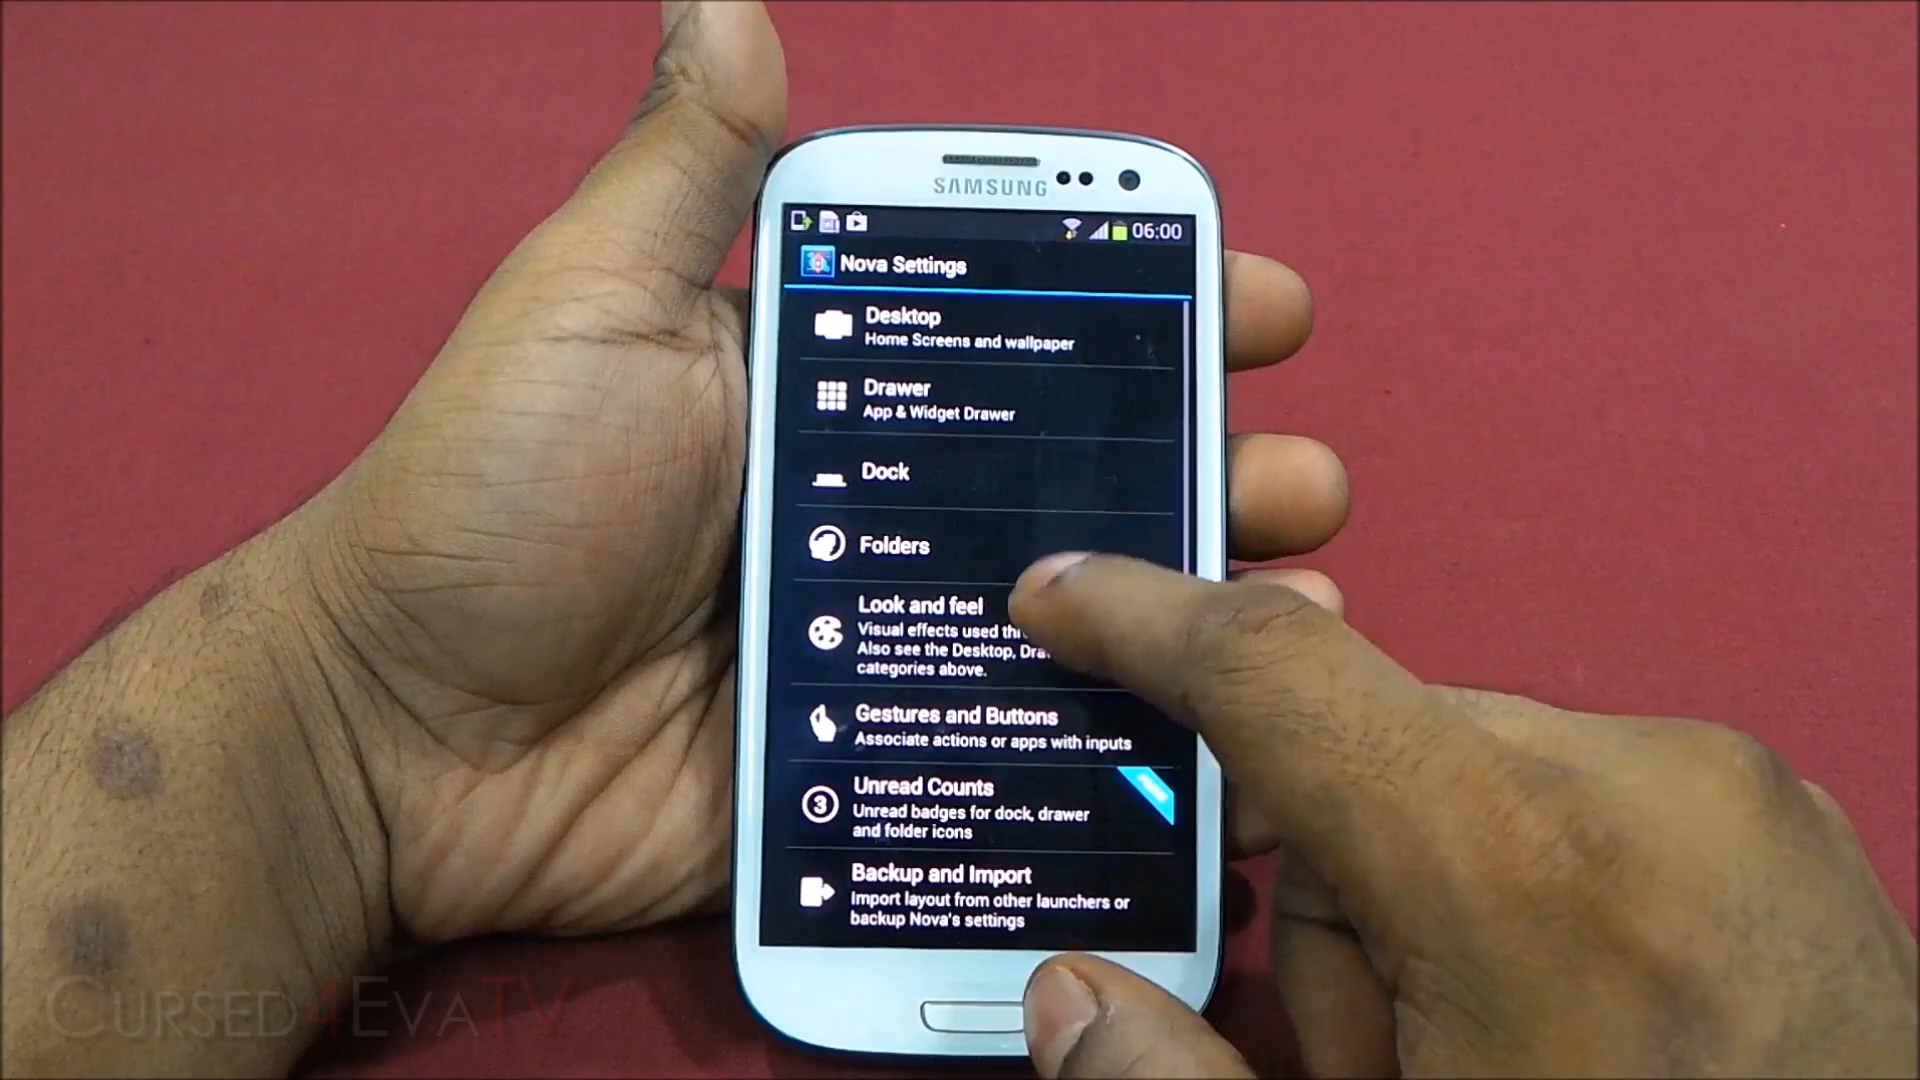 SAMSUNG
06:00
Nova Settings
Desktop
Home Screens and wallpaper
Drawer
App & Widget Drawer
Dock
Folders
Look and feel
Visual effects used
Also see the Desktop,
categories above.
Gestures and Buttons
Associate actions or apps with inputs
3
Unread Counts
Unread badges for dock, drawer
and folder icons
Backup and Import
Import layout from other launchers or
backup Nova's settings
CURSED4EVATV